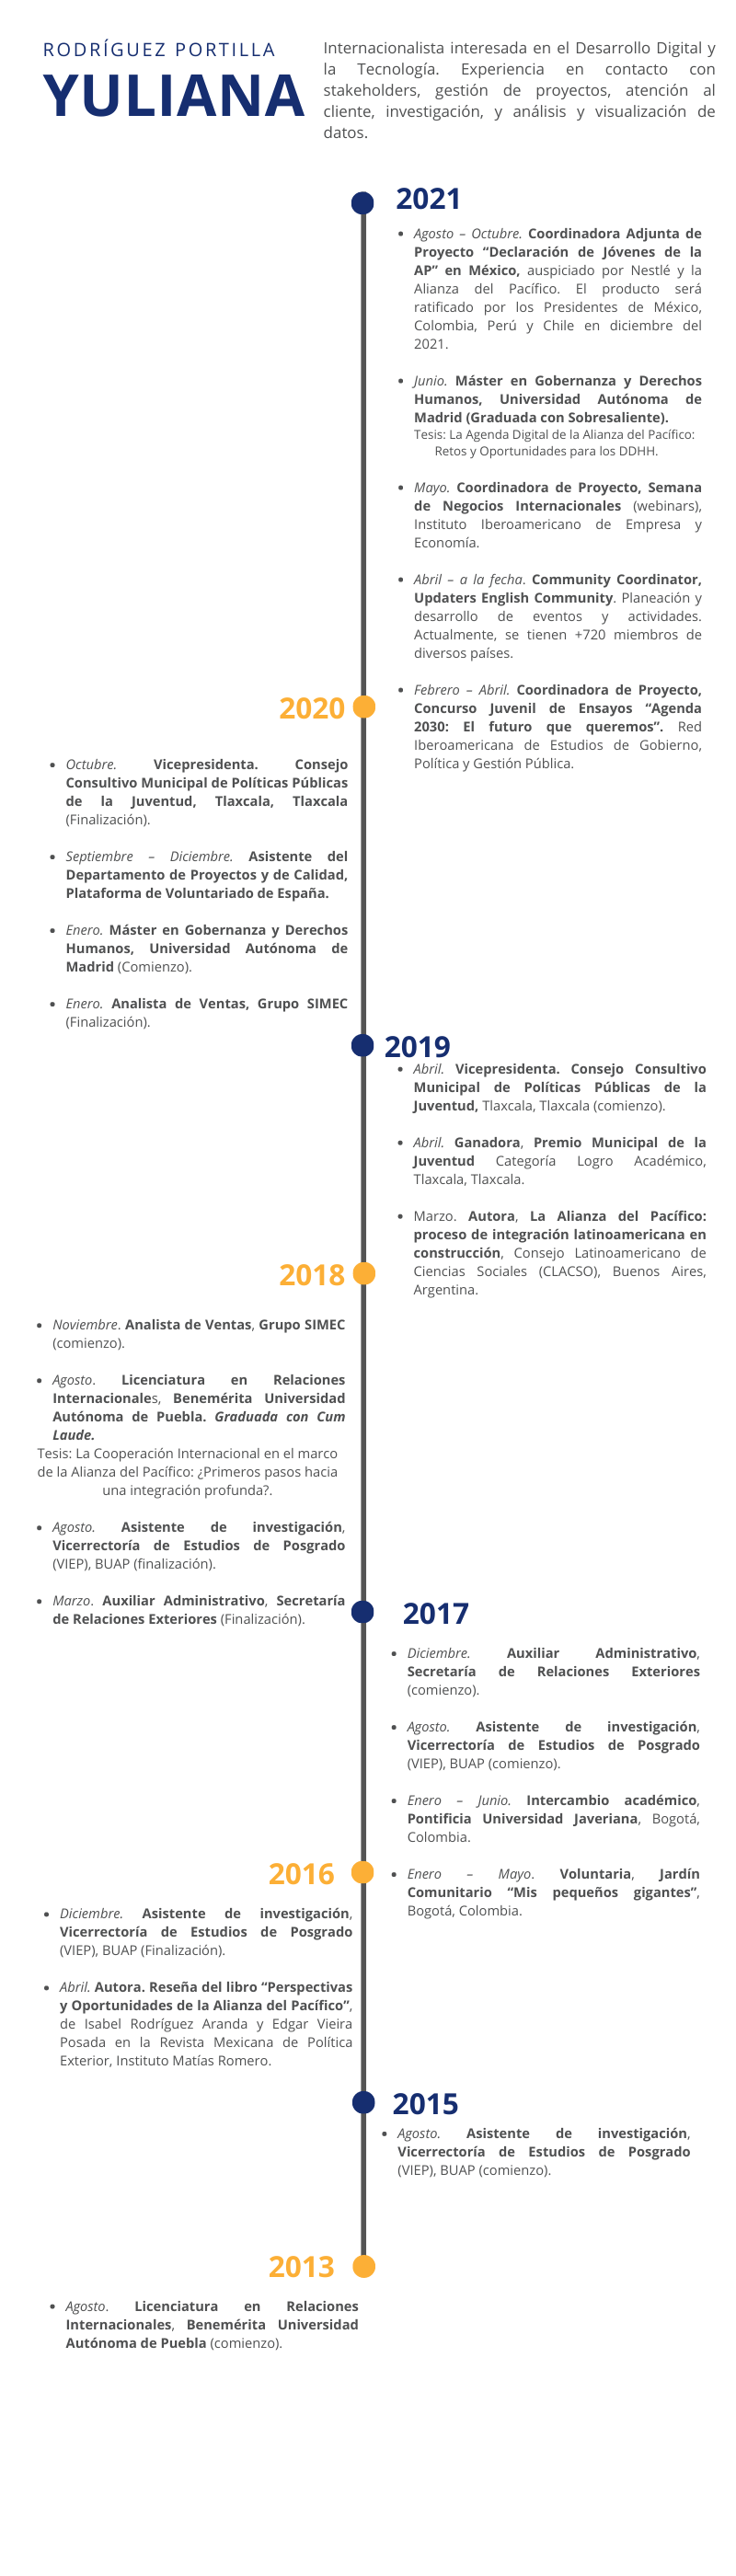 RODRÍGUEZ PORTILLA
YULIANA
Internacionalista interesada en el Desarrollo Digital y
la Tecnología. Experiencia en contacto con
stakeholders, gestión de proyectos, atención al
cliente, investigación, y análisis y visualización de
datos.
2021
• Agosto – Octubre. Coordinadora Adjunta de
Proyecto “Declaración de Jóvenes de la
AP” en México, auspiciado por Nestlé y la
Alianza del Pacífico. El producto será
ratificado por los Presidentes de México,
Colombia, Perú y Chile en diciembre del
2021.
• Junio. Máster en Gobernanza y Derechos
Humanos, Universidad Autónoma de
Madrid (Graduada con Sobresaliente).
Tesis: La Agenda Digital de la Alianza del Pacífico:
Retos y Oportunidades para los DDHH.
• Mayo. Coordinadora de Proyecto, Semana
de Negocios Internacionales (webinars),
Instituto Iberoamericano de Empresa y
Economía.
• Abril – a la fecha. Community Coordinator,
Updaters English Community. Planeación y
desarrollo de eventos y actividades.
Actualmente, se tienen +720 miembros de
diversos países.
• Febrero – Abril. Coordinadora de Proyecto,
Concurso Juvenil de Ensayos “Agenda
2030: El futuro que queremos”. Red
Iberoamericana de Estudios de Gobierno,
Política y Gestión Pública.
2020
• Octubre. Vicepresidenta. Consejo
Consultivo Municipal de Políticas Públicas
de la Juventud, Tlaxcala, Tlaxcala
(Finalización).
• Septiembre – Diciembre. Asistente del
Departamento de Proyectos y de Calidad,
Plataforma de Voluntariado de España.
• Enero. Máster en Gobernanza y Derechos
Humanos, Universidad Autónoma de
Madrid (Comienzo).
• Enero. Analista de Ventas, Grupo SIMEC
(Finalización).
2019
• Abril. Vicepresidenta. Consejo Consultivo
Municipal de Políticas Públicas de la
Juventud, Tlaxcala, Tlaxcala (comienzo).
• Abril. Ganadora, Premio Municipal de la
Juventud Categoría Logro Académico,
Tlaxcala, Tlaxcala.
• Marzo. Autora, La Alianza del Pacífico:
proceso de integración latinoamericana en
construcción, Consejo Latinoamericano de
Ciencias Sociales (CLACSO), Buenos Aires,
Argentina.
2018
• Noviembre. Analista de Ventas, Grupo SIMEC
(comienzo).
• Agosto. Licenciatura en Relaciones
Internacionales, Benemérita Universidad
Autónoma de Puebla. Graduada con Cum
Laude.
Tesis: La Cooperación Internacional en el marco
de la Alianza del Pacífico: ¿Primeros pasos hacia
una integración profunda?.
• Agosto. Asistente de investigación,
Vicerrectoría de Estudios de Posgrado
(VIEP), BUAP (finalización).
• Marzo. Auxiliar Administrativo, Secretaría
de Relaciones Exteriores (Finalización).
2017
• Diciembre. Auxiliar Administrativo,
Secretaría de Relaciones Exteriores
(comienzo).
• Agosto. Asistente de investigación,
Vicerrectoría de Estudios de Posgrado
(VIEP), BUAP (comienzo).
• Enero – Junio. Intercambio académico,
Pontificia Universidad Javeriana, Bogotá,
Colombia.
• Enero – Mayo. Voluntaria, Jardín
Comunitario “Mis pequeños gigantes”,
Bogotá, Colombia.
2016
• Diciembre. Asistente de investigación,
Vicerrectoría de Estudios de Posgrado
(VIEP), BUAP (Finalización).
• Abril. Autora. Reseña del libro “Perspectivas
y Oportunidades de la Alianza del Pacífico”,
de Isabel Rodríguez Aranda y Edgar Vieira
Posada en la Revista Mexicana de Política
Exterior, Instituto Matías Romero.
2015
• Agosto. Asistente de investigación,
Vicerrectoría de Estudios de Posgrado
(VIEP), BUAP (comienzo).
2013
• Agosto. Licenciatura en Relaciones
Internacionales, Benemérita Universidad
Autónoma de Puebla (comienzo).